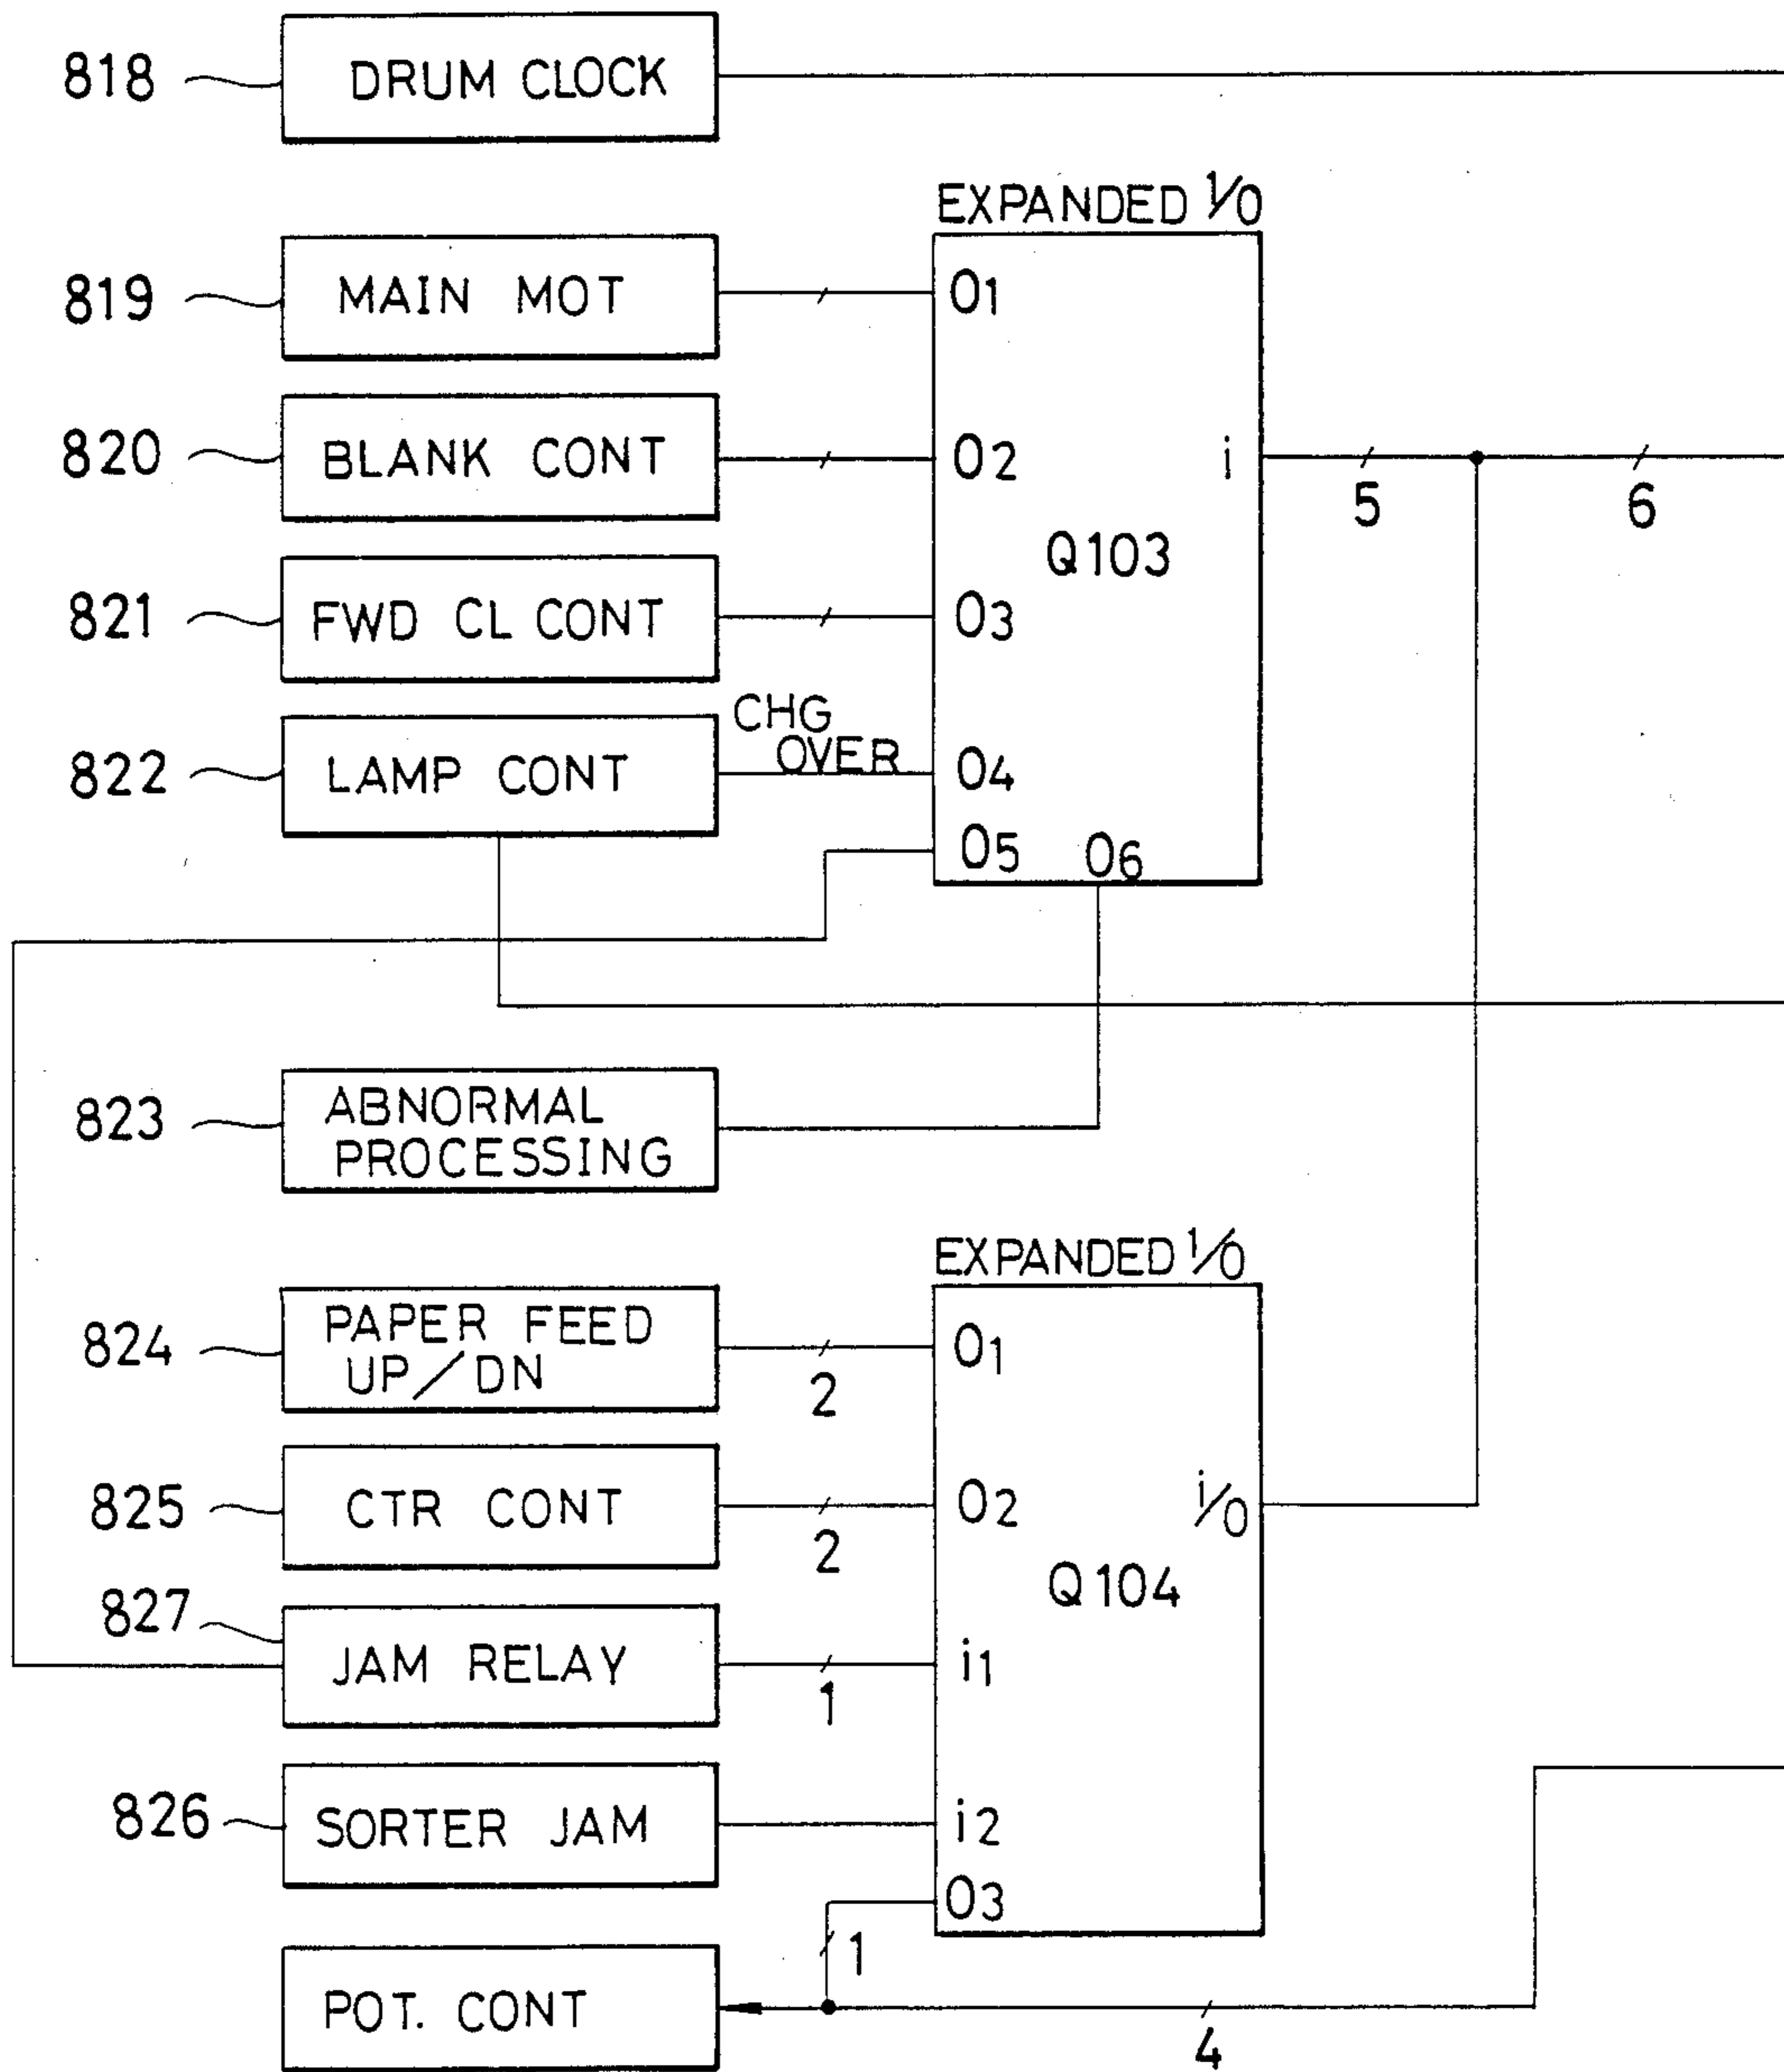 818 DRUM CLOCK
EXPANDED I/O
819 MAIN MOT O1
820 BLANK CONT O2 i 5 6
Q103
821 FWD CL CONT O3
CHG
OVER
822 LAMP CONT O4
O5 O6
823 ABNORMAL
PROCESSING
EXPANDED I/O
824 PAPER FEED
UP/DN
2 O1
825 CTR CONT 2 O2 i/O
Q104
827 JAM RELAY 1 i1
826 SORTER JAM i2
O3
1
POT. CONT 4